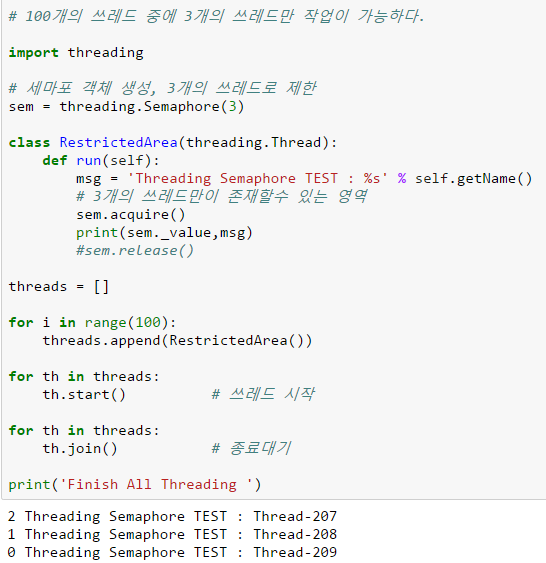 # 100개의 쓰레드 중에 3개의 쓰레드만 작업이 가능하다.
import threading
# 세마포 객체 생성, 3개의 쓰레드로 제한
sem = threading.Semaphore(3)
class RestrictedArea(threading.Thread):
    def run(self):
        msg = 'Threading Semaphore TEST : %s' % self.getName()
        # 3개의 쓰레드만이 존재할수 있는 영역
        sem.acquire()
        print(sem._value,msg)
        #sem.release()
threads = []
for i in range(100):
    threads.append(RestrictedArea())
for th in threads:
    th.start()          # 쓰레드 시작
for th in threads:
    th.join()           # 종료대기
print('Finish All Threading ')
2 Threading Semaphore TEST : Thread-207
1 Threading Semaphore TEST : Thread-208
0 Threading Semaphore TEST : Thread-209